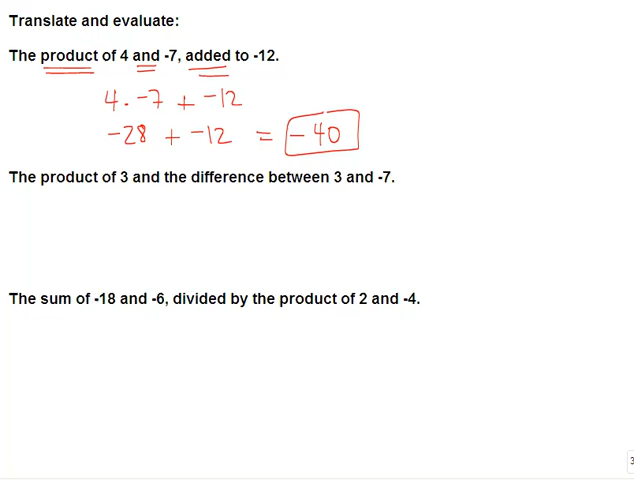 Translate and evaluate:
The product of 4 and -7, added to -12.
4 · -7 + -12
-28 + -12 = -40
The product of 3 and the difference between 3 and -7.
The sum of -18 and -6, divided by the product of 2 and -4.
3